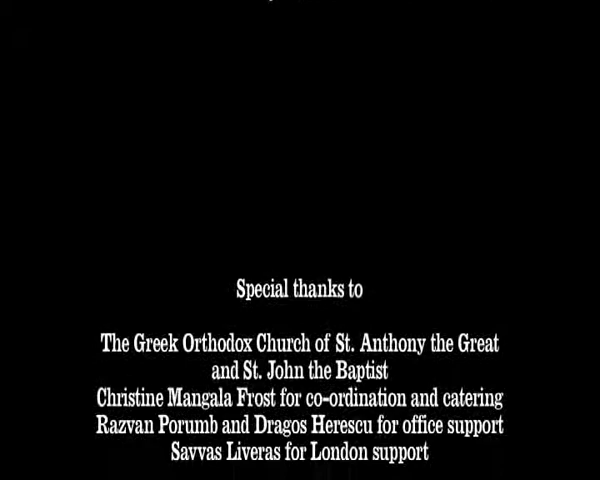 Special thanks to
The Greek Orthodox Church of St. Anthony the Great
and St. John the Baptist
Christine Mangala Frost for co-ordination and catering
Razvan Porumb and Dragos Herescu for office support
Savvas Liveras for London support